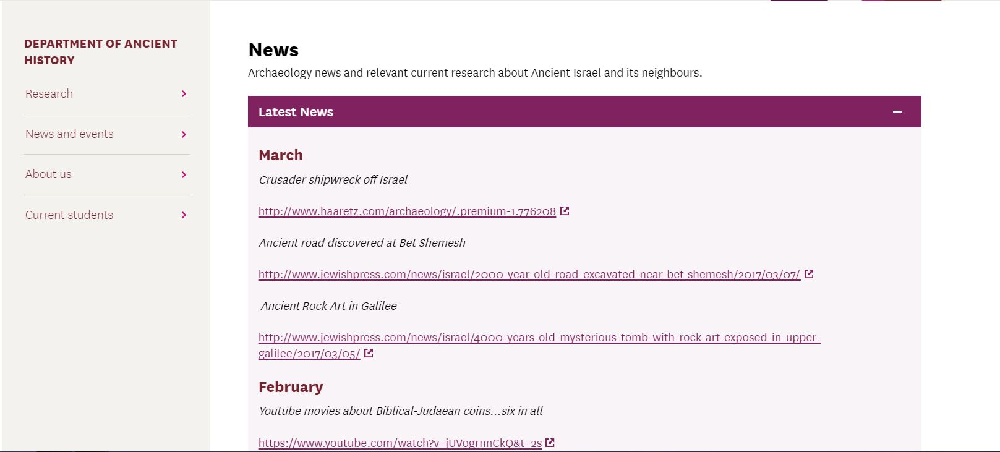 DEPARTMENT OF ANCIENT
HISTORY
Research
News and events
About us
Current students
News
Archaeology news and relevant current research about Ancient Israel and its neighbours.
Latest News
March
Crusader shipwreck off Israel
http://www.haaretz.com/archaeology/.premium-1.776208
Ancient road discovered at Bet Shemesh
http://www.jewishpress.com/news/israel/2000-year-old-road-excavated-near-bet-shemesh/2017/03/07/
Ancient Rock Art in Galilee
http://www.jewishpress.com/news/israel/4000-years-old-mysterious-tomb-with-rock-art-exposed-in-upper-
galilee/2017/03/05/
February
Youtube movies about Biblical-Judaean coins...six in all
https://www.youtube.com/watch?v=jUVogrnnCkQ&t=2s